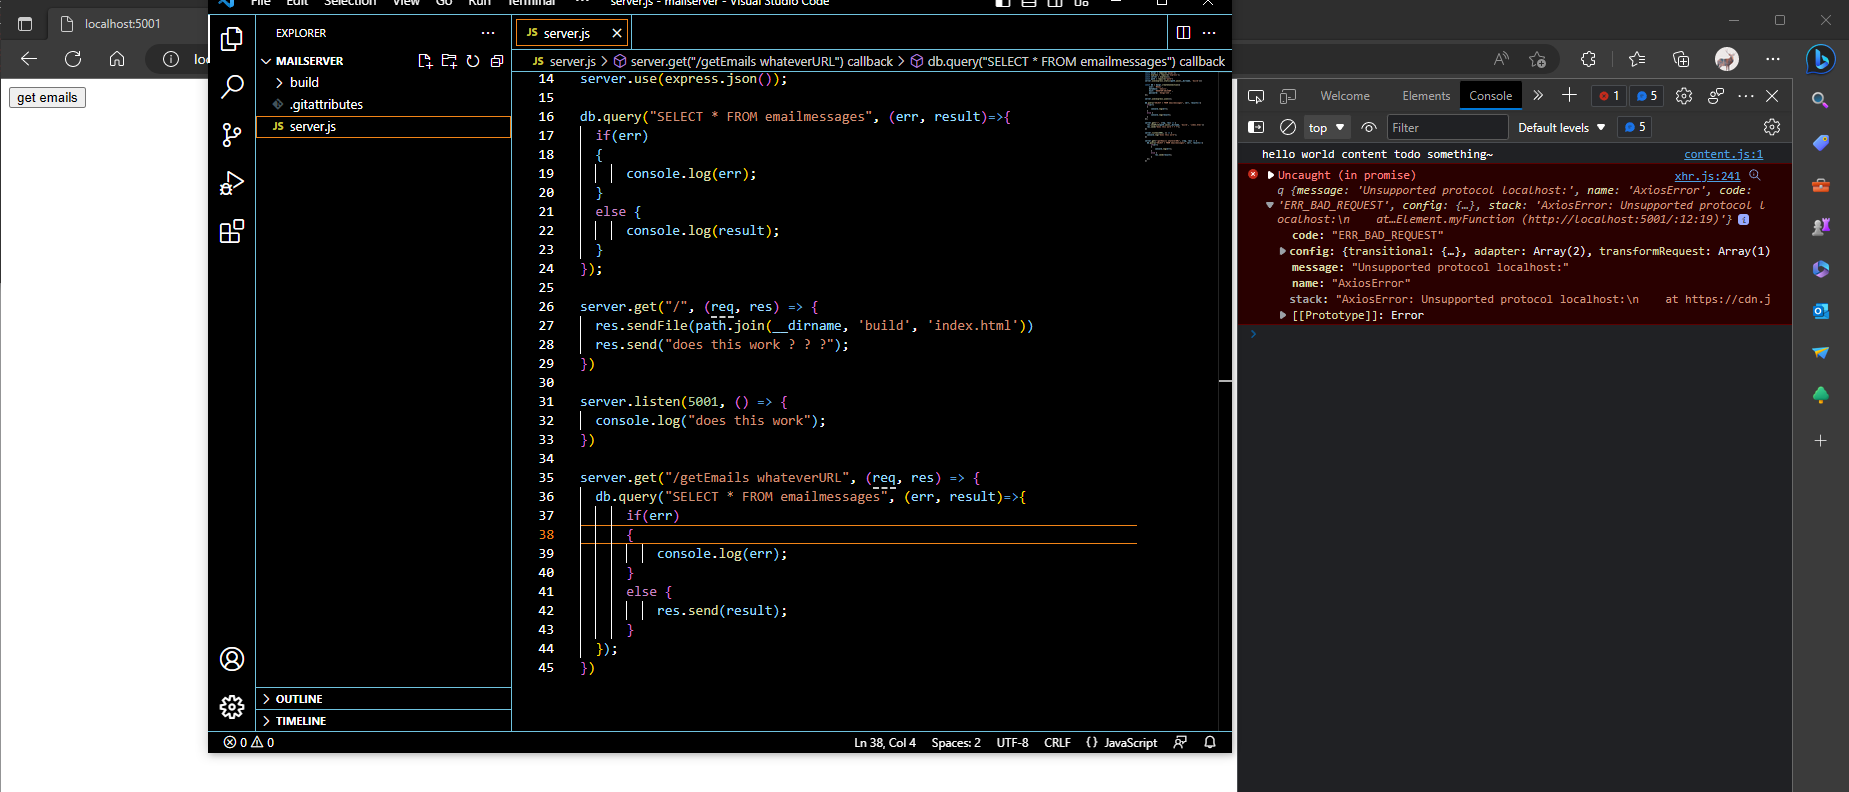 File Edit Selection View Go Run Terminal ··· server.js - mailserver - Visual Studio Code
localhost:5001
get emails
EXPLORER
MAILSERVER
build
.gitattributes
JS server.js
OUTLINE
TIMELINE
JS server.js
JS server.js > server.get("/getEmails whateverURL") callback > db.query("SELECT * FROM emailmessages") callback
14 server.use(express.json());
15
16 db.query("SELECT * FROM emailmessages", (err, result)=>{
17 if(err)
18 {
19 console.log(err);
20 }
21 else {
22 console.log(result);
23 }
24 });
25
26 server.get("/", (req, res) => {
27 res.sendFile(path.join(__dirname, 'build', 'index.html'))
28 res.send("does this work ? ? ?");
29 })
30
31 server.listen(5001, () => {
32 console.log("does this work");
33 })
34
35 server.get("/getEmails whateverURL", (req, res) => {
36 db.query("SELECT * FROM emailmessages", (err, result)=>{
37 if(err)
38 {
39 console.log(err);
40 }
41 else {
42 res.send(result);
43 }
44 });
45 })
0 0
Ln 38, Col 4 Spaces: 2 UTF-8 CRLF {} JavaScript
Welcome Elements Console 1 5
top Filter Default levels 5
hello world content todo something~ content.js:1
Uncaught (in promise) xhr.js:241
q {message: 'Unsupported protocol localhost:', name: 'AxiosError', code:
'ERR_BAD_REQUEST', config: {…}, stack: 'AxiosError: Unsupported protocol l
ocalhost:\n at…Element.myFunction (http://localhost:5001/:12:19)'}
code: "ERR_BAD_REQUEST"
config: {transitional: {…}, adapter: Array(2), transformRequest: Array(1)
message: "Unsupported protocol localhost:"
name: "AxiosError"
stack: "AxiosError: Unsupported protocol localhost:\n at https://cdn.j
[[Prototype]]: Error